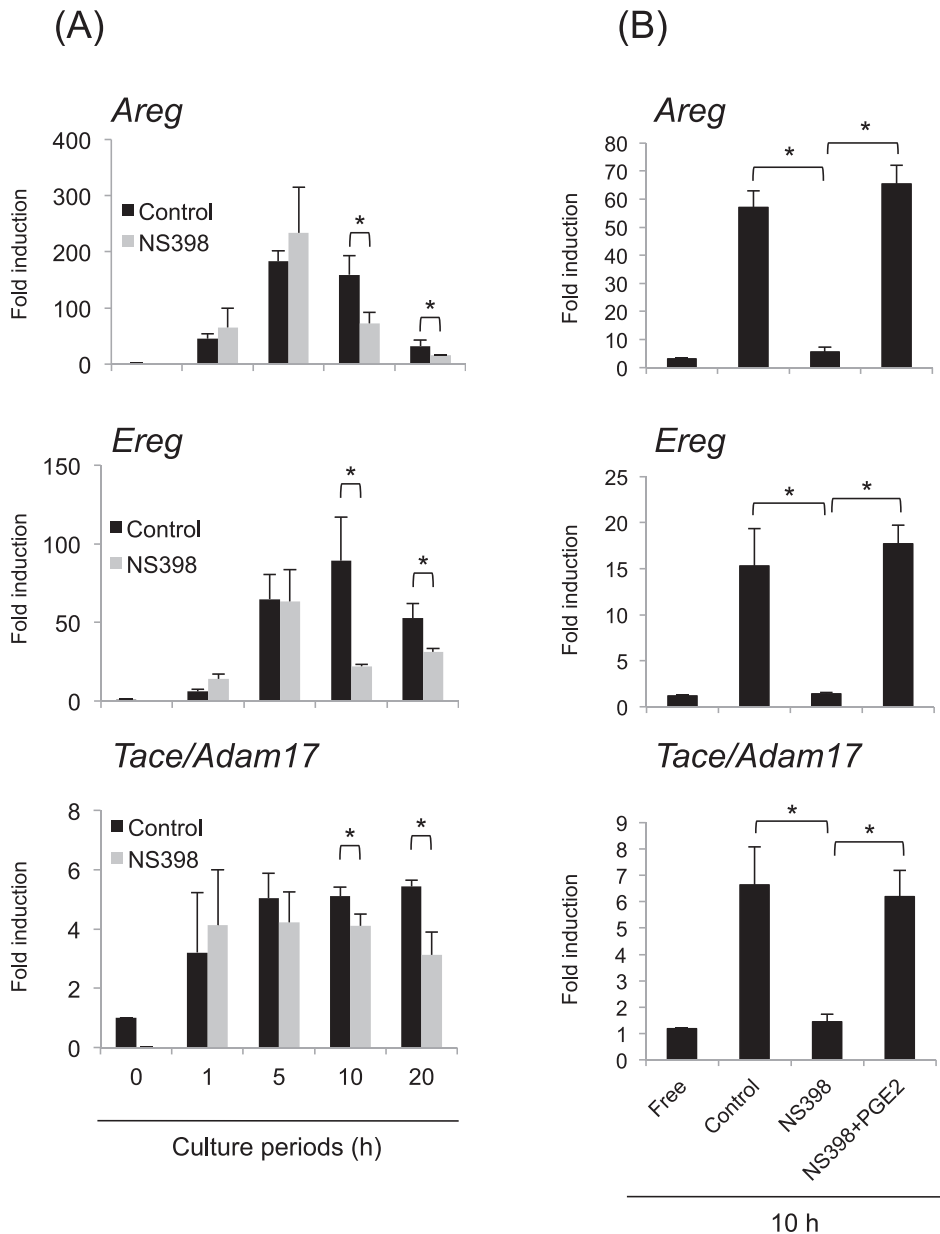 (A)
Areg
400
300
200
100
0
Fold induction
Control
NS398
*
*
Ereg
150
100
50
0
Fold induction
Control
NS398
*
*
Tace/Adam17
8
6
4
2
0
Fold induction
Control
NS398
*
*
0 1 5 10 20
Culture periods (h)
(B)
Areg
80
70
60
50
40
30
20
10
0
Fold induction
*
*
Ereg
25
20
15
10
5
0
Fold induction
*
*
Tace/Adam17
9
8
7
6
5
4
3
2
1
0
Fold induction
*
*
Free
Control
NS398
NS398+PGE2
10 h